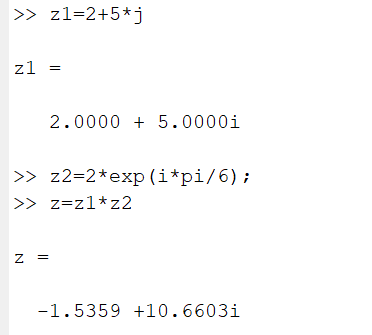 >> z1=2+5*j
z1 =
2.0000 + 5.0000i
>> z2=2*exp(i*pi/6);
>> z=z1*z2
z =
-1.5359 +10.6603i